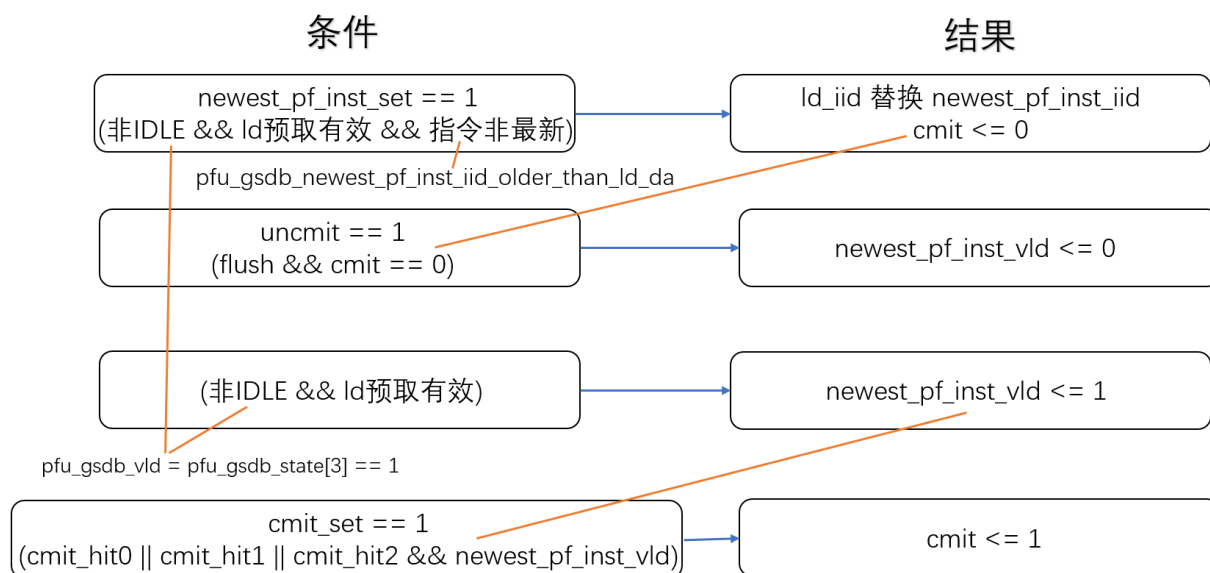 条件
结果
newest_pf_inst_set == 1
(非IDLE && ld预取有效 && 指令非最新)
ld_iid 替换 newest_pf_inst_iid
cmit <= 0
pfu_gsdb_newest_pf_inst_iid_older_than_ld_da
uncmit == 1
(flush && cmit == 0)
newest_pf_inst_vld <= 0
(非IDLE && ld预取有效)
newest_pf_inst_vld <= 1
pfu_gsdb_vld = pfu_gsdb_state[3] == 1
cmit_set == 1
(cmit_hit0 || cmit_hit1 || cmit_hit2 && newest_pf_inst_vld)
cmit <= 1